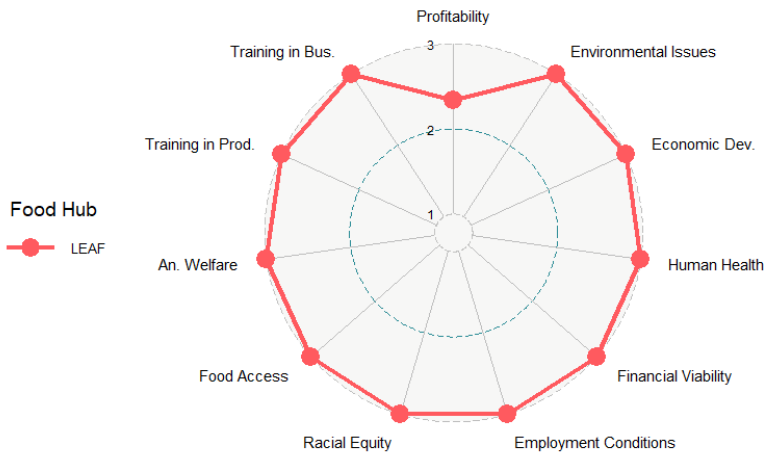 Profitability
Training in Bus.
3
Environmental Issues
2
Training in Prod.
Economic Dev.
Food Hub
1
LEAF
An. Welfare
Human Health
Food Access
Financial Viability
Racial Equity
Employment Conditions